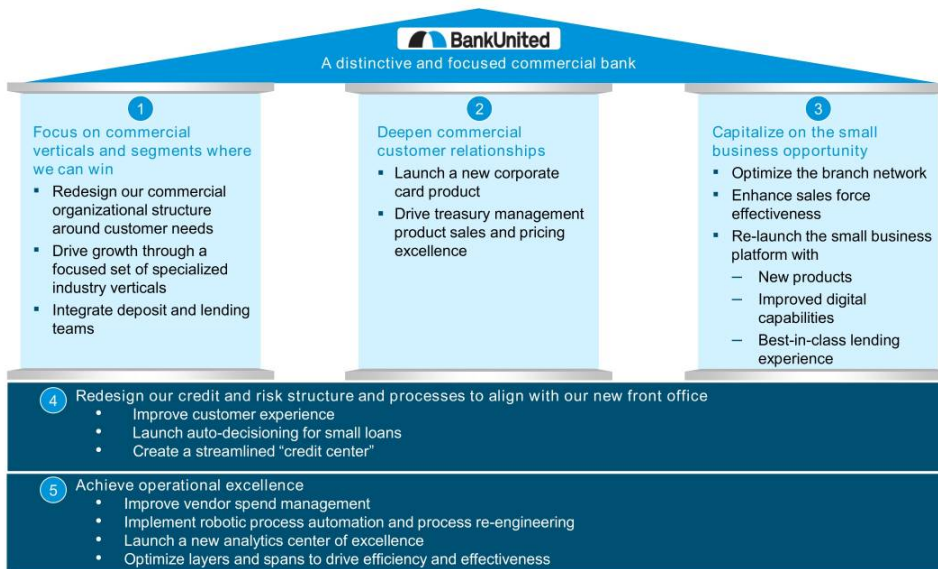 BankUnited
A distinctive and focused commercial bank
1
Focus on commercial
verticals and segments where
we can win
▪ Redesign our commercial
organizational structure
around customer needs
▪ Drive growth through a
focused set of specialized
industry verticals
▪ Integrate deposit and lending
teams
2
Deepen commercial
customer relationships
▪ Launch a new corporate
card product
▪ Drive treasury management
product sales and pricing
excellence
3
Capitalize on the small
business opportunity
▪ Optimize the branch network
▪ Enhance sales force
effectiveness
▪ Re-launch the small business
platform with
– New products
– Improved digital
capabilities
– Best-in-class lending
experience
4 Redesign our credit and risk structure and processes to align with our new front office
• Improve customer experience
• Launch auto-decisioning for small loans
• Create a streamlined “credit center”
5 Achieve operational excellence
• Improve vendor spend management
• Implement robotic process automation and process re-engineering
• Launch a new analytics center of excellence
• Optimize layers and spans to drive efficiency and effectiveness